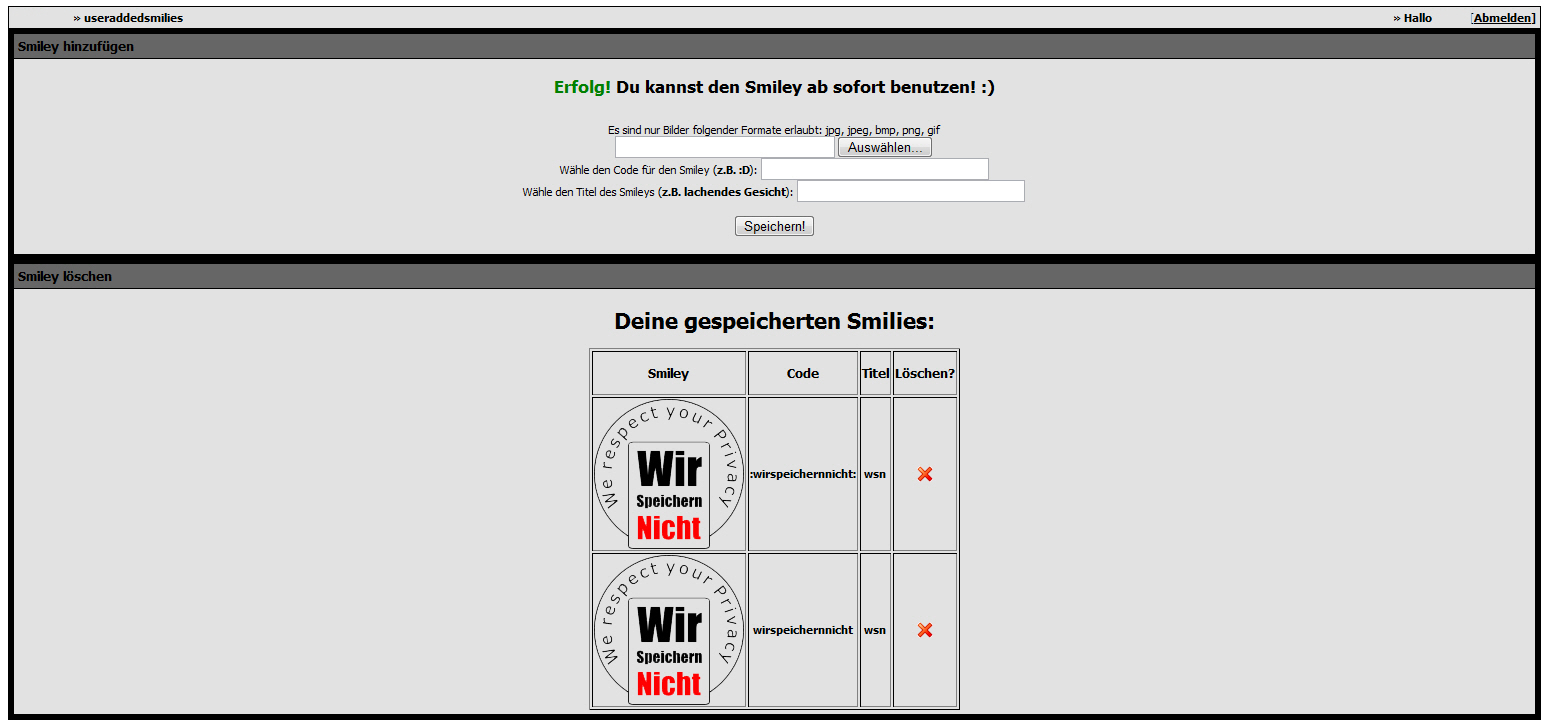 » useraddedsmilies » Hallo [Abmelden]
Smiley hinzufügen
Erfolg! Du kannst den Smiley ab sofort benutzen! :)
Es sind nur Bilder folgender Formate erlaubt: jpg, jpeg, bmp, png, gif
Auswählen...
Wähle den Code für den Smiley (z.B. :D):
Wähle den Titel des Smileys (z.B. lachendes Gesicht):
Speichern!
Smiley löschen
Deine gespeicherten Smilies:
Smiley Code Titel Löschen?
We respect your Privacy
Wir
Speichern
Nicht
:wirspeichernnicht: wsn
We respect your Privacy
Wir
Speichern
Nicht
wirspeichernnicht wsn